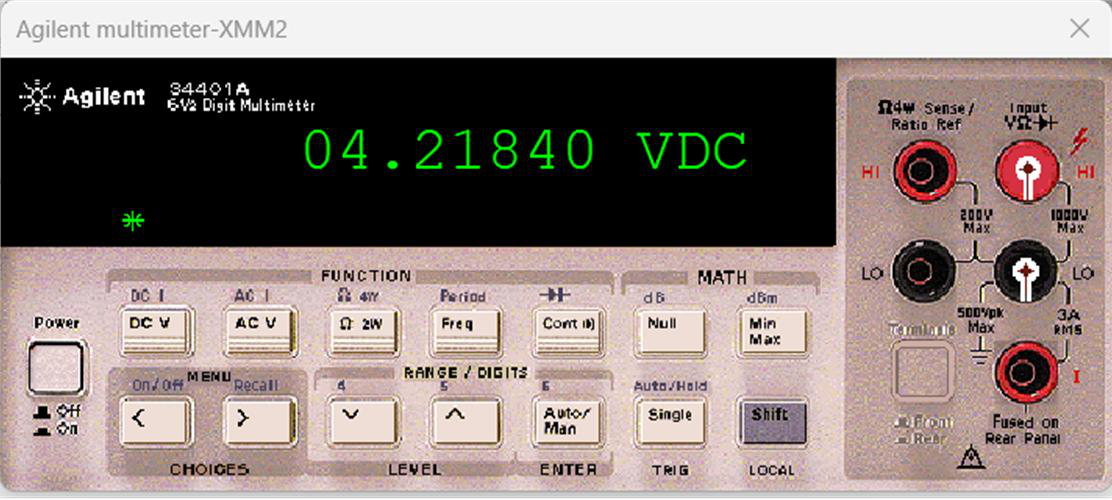 Agilent multimeter-XMM2
Agilent 34401A
6½ Digit Multimeter
04.21840 VDC
*
Ω4W Sense/
Ratio Ref
Input
VΩ
HI
HI
200V
Max
1000V
Max
LO
LO
500Vpk
Max
3A
RMS
Terminals
I
Front
Rear
Fused on
Rear Panal
Power
Off
On
FUNCTION
MATH
DC I
AC I
Ω 4W
Period
dB
dBm
DC V
AC V
Ω 2W
Freq
Cont
Null
Min
Max
MENU
RANGE / DIGITS
On/Off
Recall
4
5
6
Auto/Hold
<
>
Auto/
Man
Single
Shift
CHOICES
LEVEL
ENTER
TRIG
LOCAL